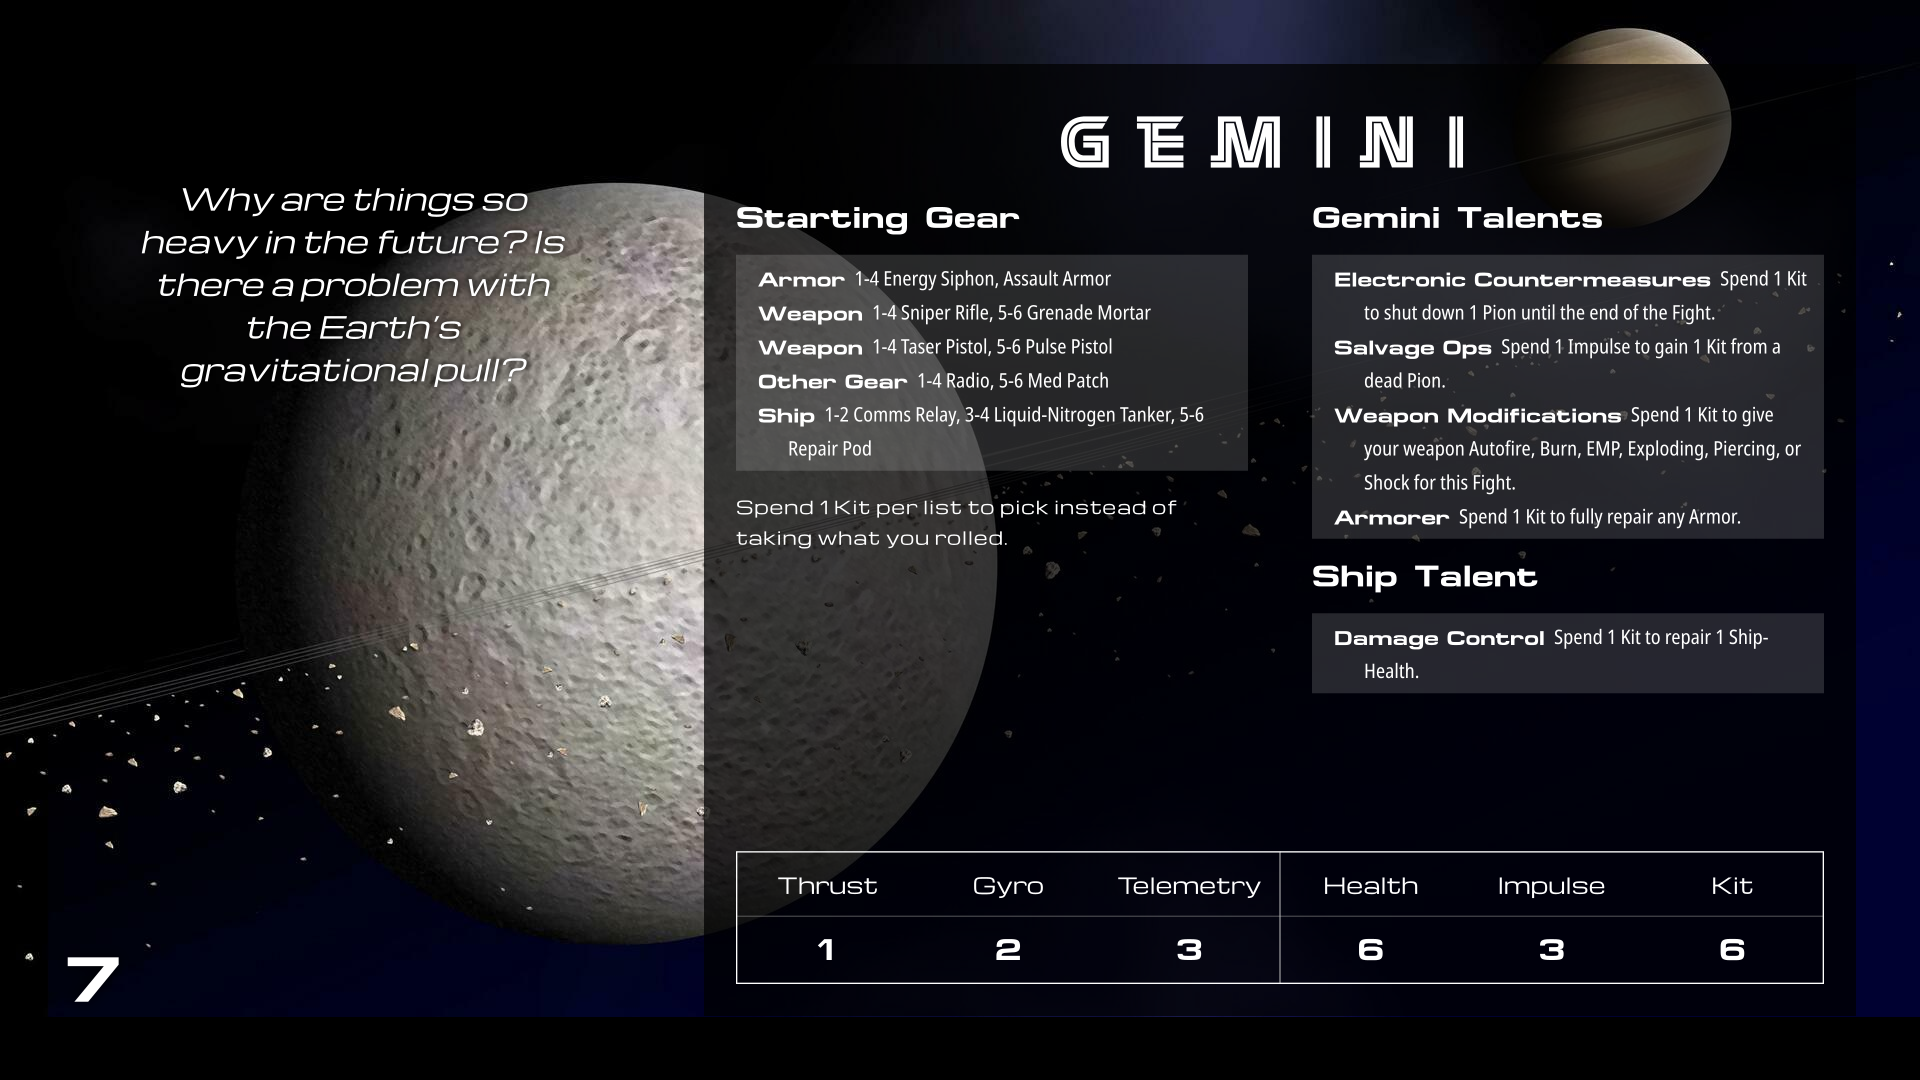 Why are things so
heavy in the future? Is
there a problem with
the Earth's
gravitational pull?
7
GEMINI
Starting Gear
Armor 1-4 Energy Siphon, Assault Armor
Weapon 1-4 Sniper Rifle, 5-6 Grenade Mortar
Weapon 1-4 Taser Pistol, 5-6 Pulse Pistol
Other Gear 1-4 Radio, 5-6 Med Patch
Ship 1-2 Comms Relay, 3-4 Liquid-Nitrogen Tanker, 5-6
Repair Pod
Spend 1 Kit per list to pick instead of
taking what you rolled.
Gemini Talents
Electronic Countermeasures Spend 1 Kit
to shut down 1 Pion until the end of the Fight.
Salvage Ops Spend 1 Impulse to gain 1 Kit from a
dead Pion.
Weapon Modifications Spend 1 Kit to give
your weapon Autofire, Burn, EMP, Exploding, Piercing, or
Shock for this Fight.
Armorer Spend 1 Kit to fully repair any Armor.
Ship Talent
Damage Control Spend 1 Kit to repair 1 Ship-
Health.
Thrust Gyro Telemetry Health Impulse Kit
1 2 3 6 3 6